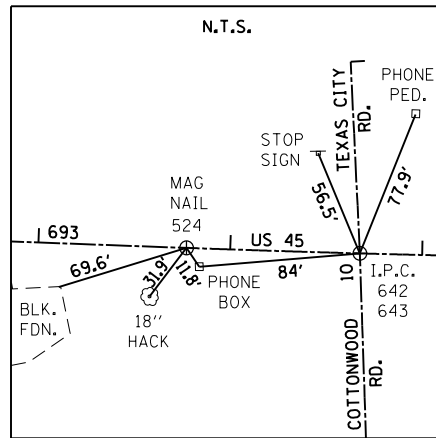 N.T.S.
PHONE
PED.
TEXAS CITY
RD.
STOP
SIGN
77.9'
56.5'
MAG
NAIL
524
693
US 45
69.6'
31.9'
11.8'
PHONE
BOX
84'
10
I.P.C.
642
643
BLK.
FDN.
18''
HACK
COTTONWOOD
RD.